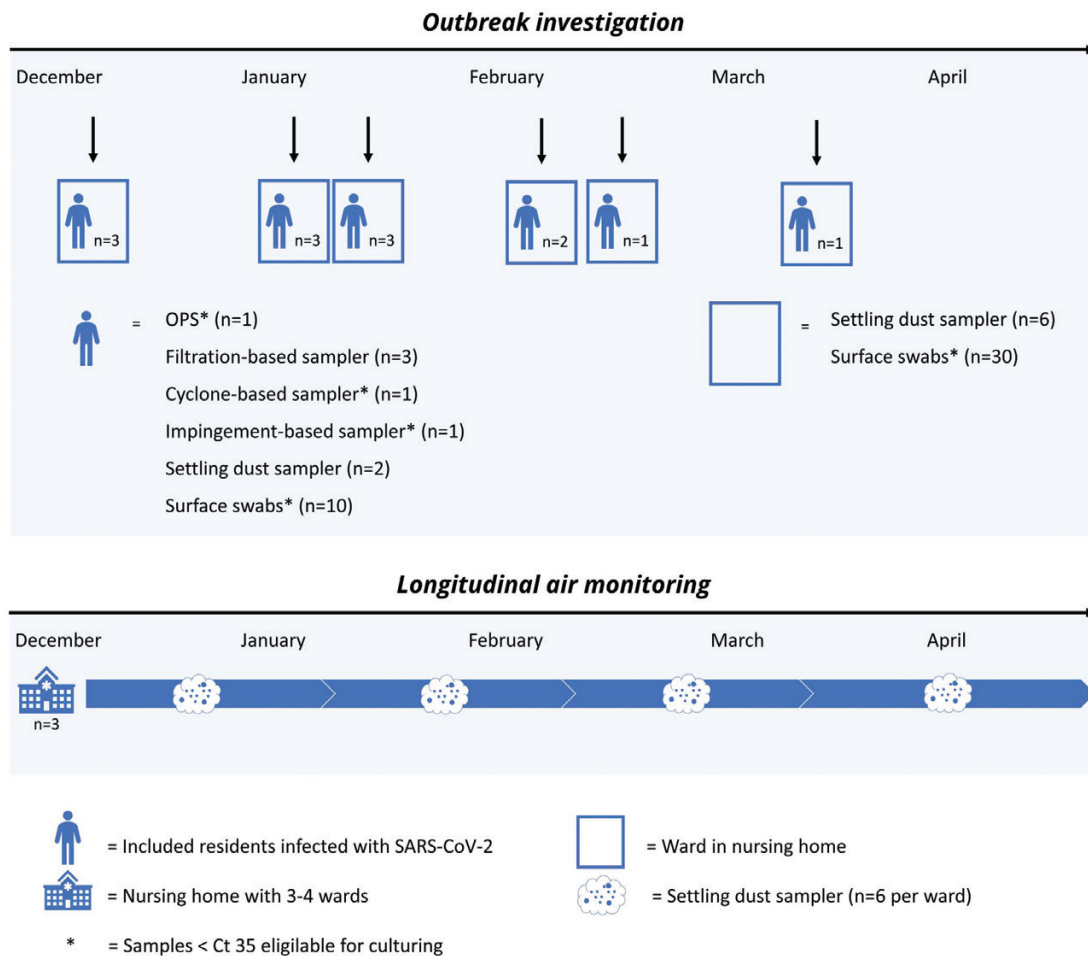 Outbreak investigation
December January February March April
n=3 n=3 n=3 n=2 n=1 n=1
= OPS* (n=1)
Filtration-based sampler (n=3)
Cyclone-based sampler* (n=1)
Impingement-based sampler* (n=1)
Settling dust sampler (n=2)
Surface swabs* (n=10)
= Settling dust sampler (n=6)
Surface swabs* (n=30)
Longitudinal air monitoring
December January February March April
n=3
= Included residents infected with SARS-CoV-2
= Ward in nursing home
= Nursing home with 3-4 wards
= Settling dust sampler (n=6 per ward)
* = Samples < Ct 35 eligilable for culturing